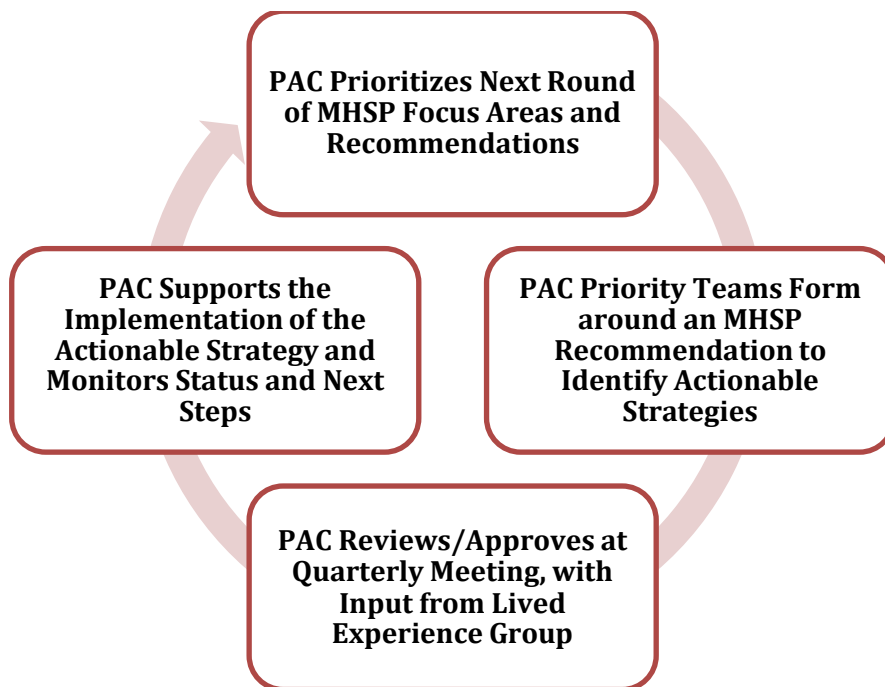 PAC Prioritizes Next Round
of MHSP Focus Areas and
Recommendations
PAC Priority Teams Form
around an MHSP
Recommendation to
Identify Actionable
Strategies
PAC Reviews/Approves at
Quarterly Meeting, with
Input from Lived
Experience Group
PAC Supports the
Implementation of the
Actionable Strategy and
Monitors Status and Next
Steps